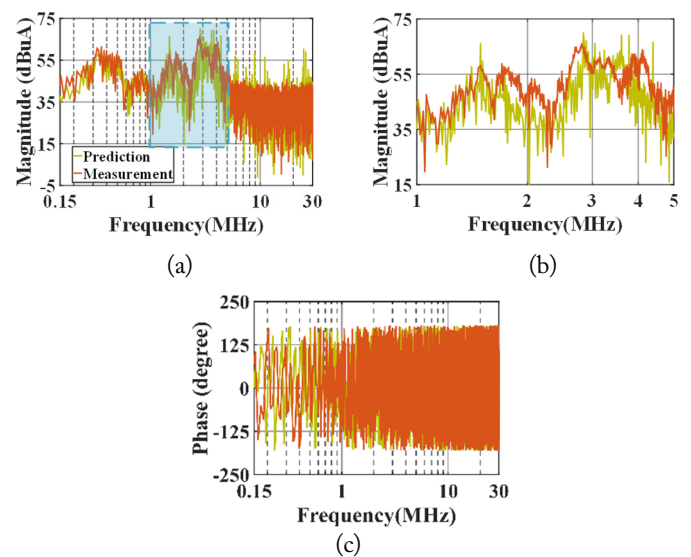 75
55
35
15
-5
Magnitude (dBuA)
Prediction
Measurement
0.15
1
10
30
Frequency(MHz)
(a)
75
55
35
15
Magnitude (dBuA)
1
2
3
4
5
Frequency(MHz)
(b)
250
125
0
-125
-250
Phase (degree)
0.15
1
10
30
Frequency(MHz)
(c)